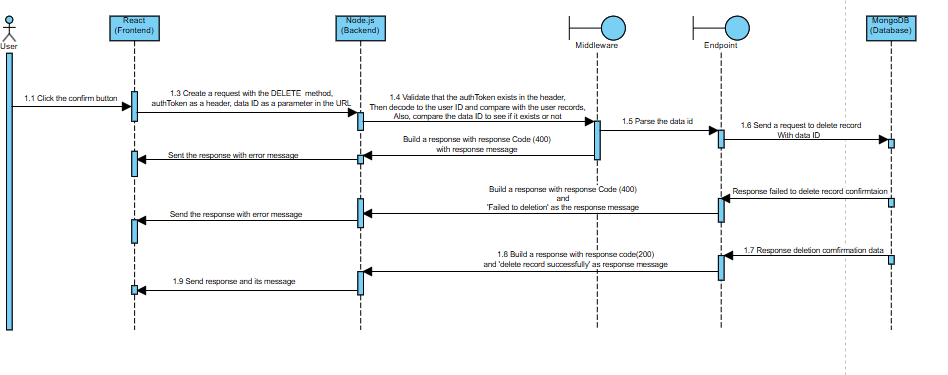 React
(Frontend)
Node.js
(Backend)
MongoDB
(Database)
User
Middleware
Endpoint
1.1 Click the confirm button
1.3 Create a request with the DELETE method,
authToken as a header, data ID as a parameter in the URL
1.4 Validate that the authToken exists in the header,
Then decode to the user ID and compare with the user records,
Also, compare the data ID to see if it exists or not
1.5 Parse the data id
1.6 Send a request to delete record
With data ID
Build a response with response Code (400)
with response message
Sent the response with error message
Build a response with response Code (400)
and
'Failed to deletion' as the response message
Response failed to delete record confirmtaion
Send the response with error message
1.7 Response deletion comfirmation data
1.8 Build a response with response code(200)
and 'delete record successfully' as response message
1.9 Send response and its message